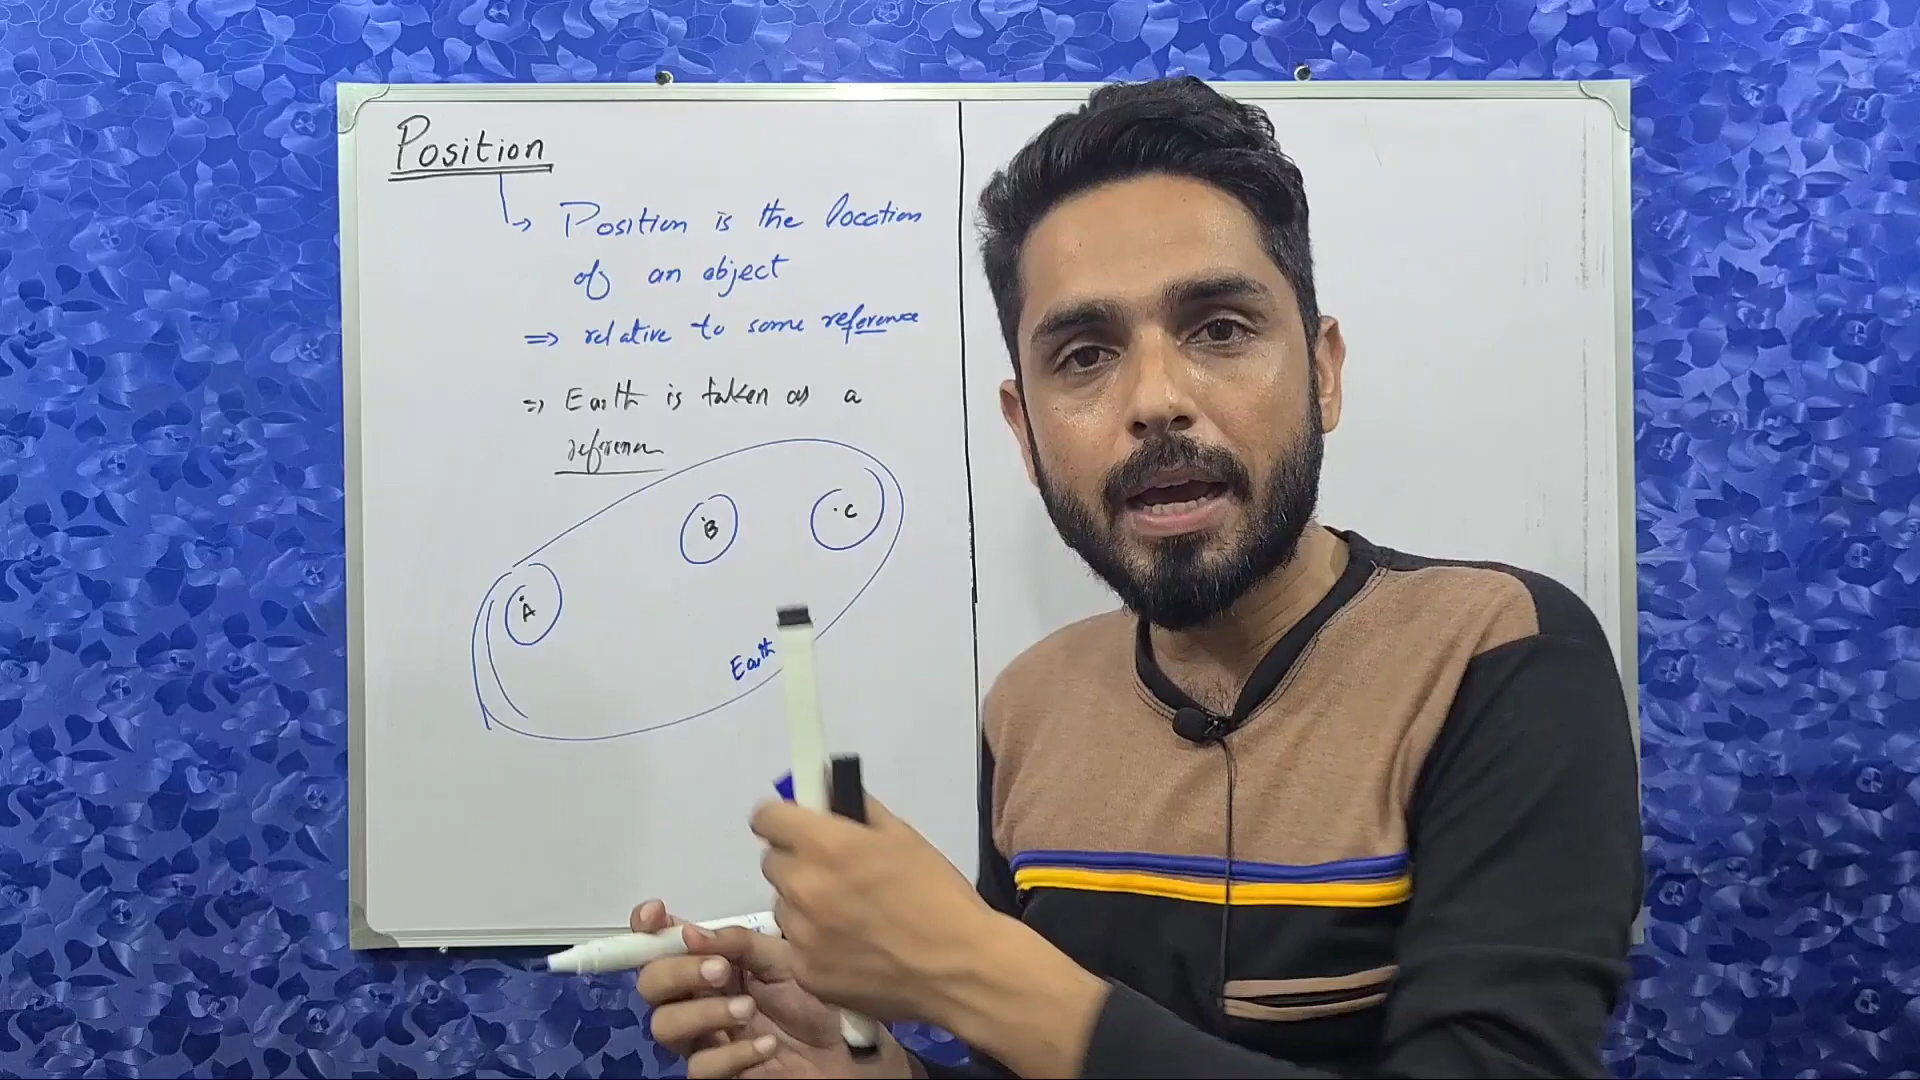 Position
Position is the location
of an object
⇒ relative to some reference
⇒ Earth is taken as a
reference
B
C
A
Earth